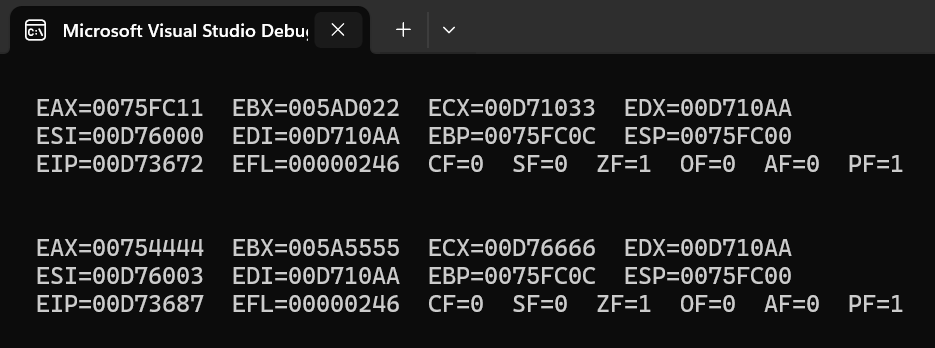 Microsoft Visual Studio Debu
EAX=0075FC11 EBX=005AD022 ECX=00D71033 EDX=00D710AA
ESI=00D76000 EDI=00D710AA EBP=0075FC0C ESP=0075FC00
EIP=00D73672 EFL=00000246 CF=0 SF=0 ZF=1 OF=0 AF=0 PF=1
EAX=00754444 EBX=005A5555 ECX=00D76666 EDX=00D710AA
ESI=00D76003 EDI=00D710AA EBP=0075FC0C ESP=0075FC00
EIP=00D73687 EFL=00000246 CF=0 SF=0 ZF=1 OF=0 AF=0 PF=1